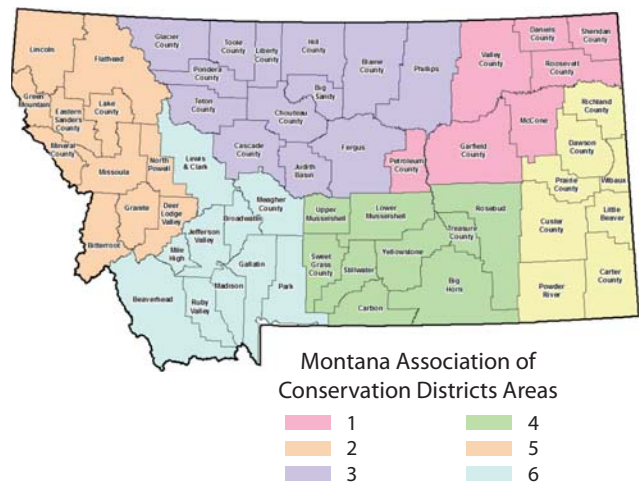 Lincoln
Flathead
Glacier
County
Toole
County
Liberty
County
Hill
County
Blaine
County
Phillips
Valley
County
Daniels
County
Sheridan
County
Roosevelt
County
Pondera
County
Big
Sandy
Green
Mountain
Eastern
Sanders
County
Lake
County
Teton
County
Chouteau
County
Richland
County
McCone
Dawson
County
Mineral
County
Missoula
North
Powell
Lewis
& Clark
Cascade
County
Judith
Basin
Fergus
Petroleum
County
Garfield
County
Prairie
County
Wibaux
Meagher
County
Granite
Deer
Lodge
Valley
Bitterroot
Broadwater
Jefferson
Valley
Upper
Musselshell
Lower
Musselshell
Rosebud
Treasure
County
Custer
County
Little
Beaver
Mile
High
Gallatin
Sweet
Grass
County
Stillwater
Yellowstone
Big
Horn
Powder
River
Carter
County
Beaverhead
Ruby
Valley
Madison
Park
Carbon
Montana Association of
Conservation Districts Areas
1
4
2
5
3
6